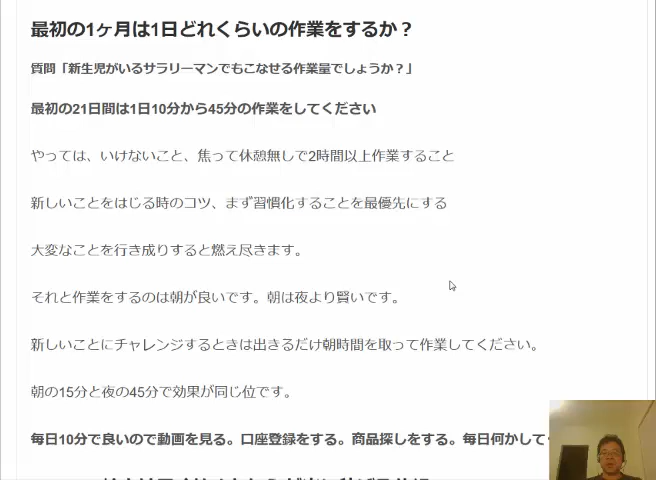 最初の1ヶ月は1日どれくらいの作業をするか？
質問「新生児がいるサラリーマンでもこなせる作業量でしょうか？」
最初の21日間は1日10分から45分の作業をしてください
やっては、いけないこと、焦って休憩無しで2時間以上作業すること
新しいことをはじる時のコツ、まず習慣化することを最優先にする
大変なことを行き成りすると燃え尽きます。
それと作業をするのは朝が良いです。朝は夜より賢いです。
新しいことにチャレンジするときは出きるだけ朝時間を取って作業してください。
朝の15分と夜の45分で効果が同じ位です。
毎日10分で良いので動画を見る。口座登録をする。商品探しをする。毎日何かして